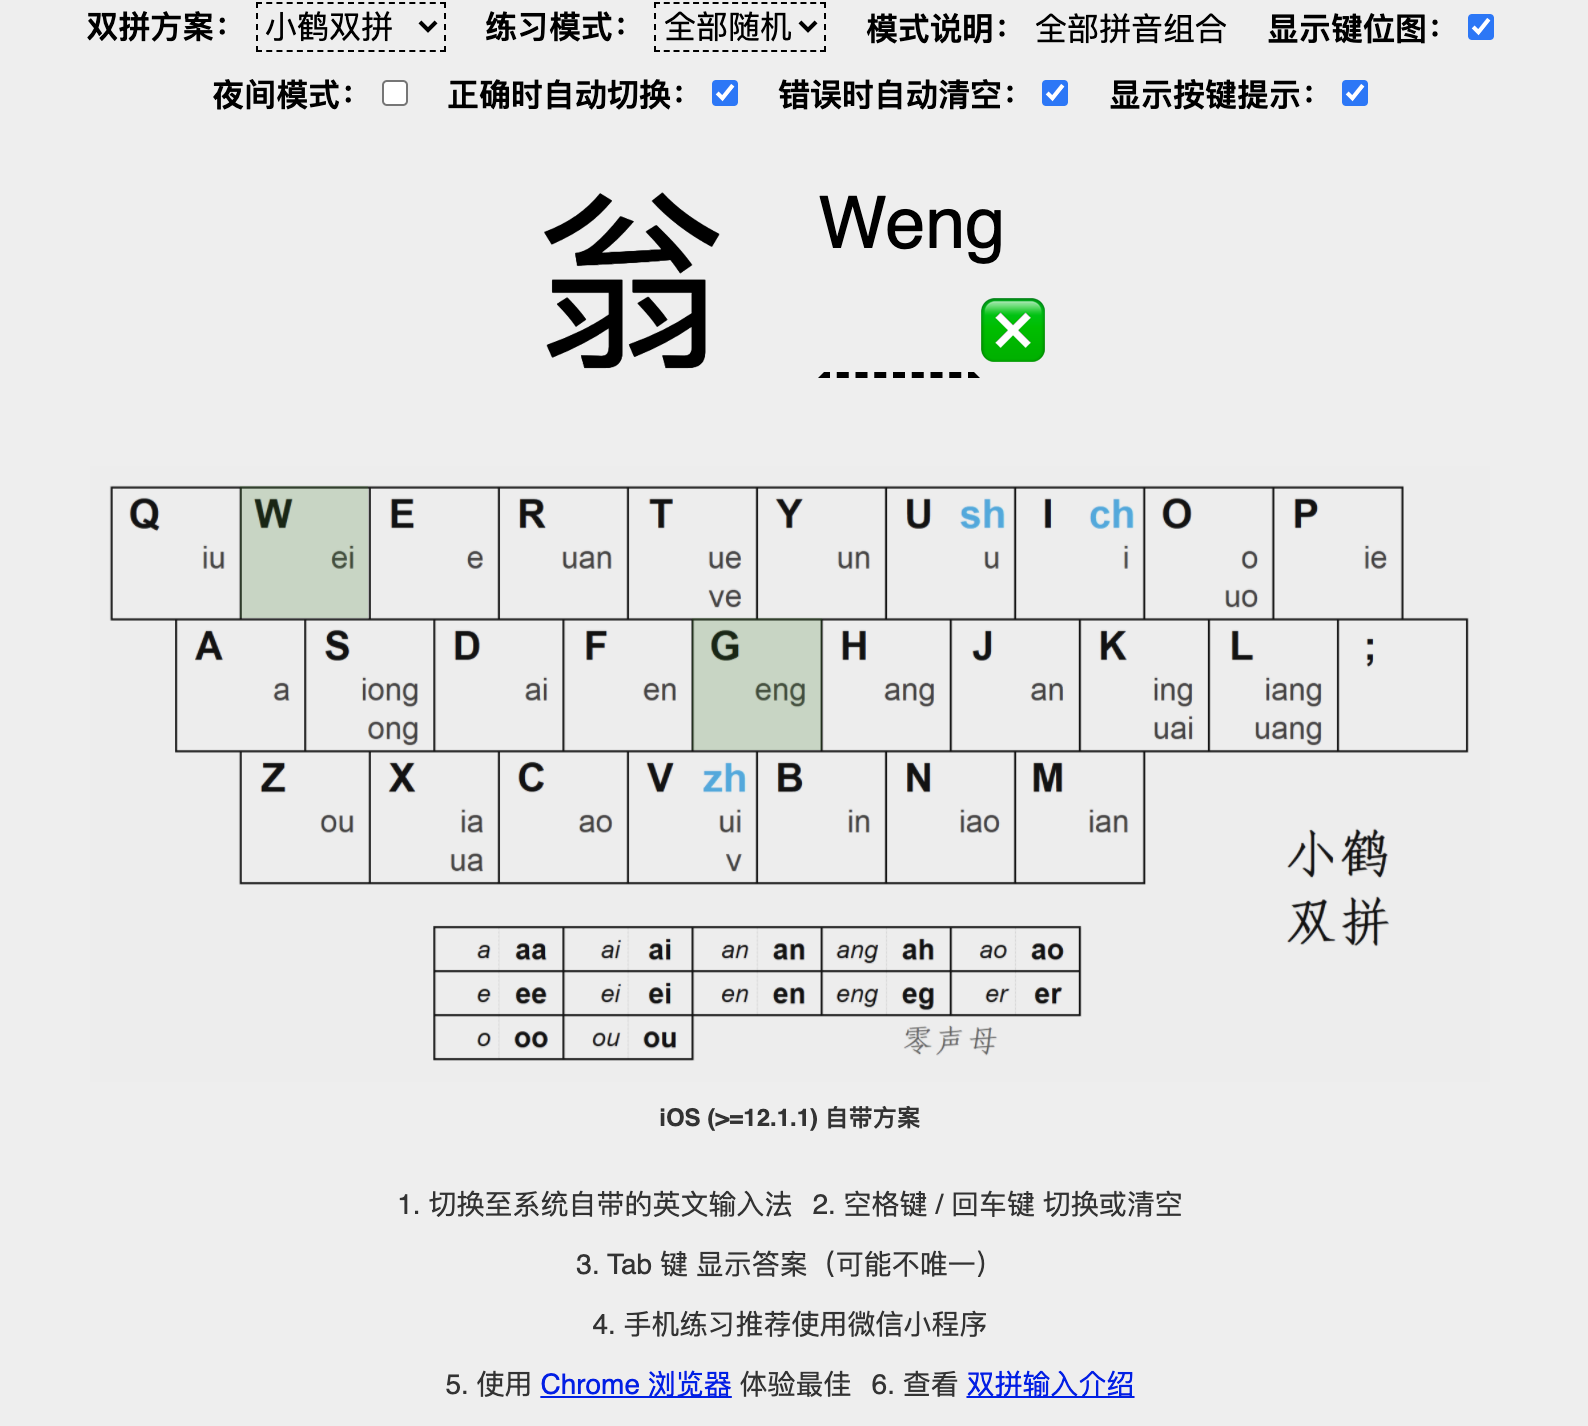 双拼方案： 小鹤双拼 练习模式： 全部随机 模式说明： 全部拼音组合 显示键位图：
夜间模式： 正确时自动切换： 错误时自动清空： 显示按键提示：
翁 Weng
Q W E R T Y U sh I ch O P
iu ei e uan ue un u i o ie
ve uo
A S D F G H J K L ;
a iong ai en eng ang an ing iang
ong uai uang
Z X C V zh B N M
ou ia ao ui in iao ian
ua v
小鹤
双拼
a aa ai ai an an ang ah ao ao
e ee ei ei en en eng eg er er
o oo ou ou 零声母
iOS (>=12.1.1) 自带方案
1. 切换至系统自带的英文输入法 2. 空格键 / 回车键 切换或清空
3. Tab 键 显示答案（可能不唯一）
4. 手机练习推荐使用微信小程序
5. 使用 Chrome 浏览器 体验最佳 6. 查看 双拼输入介绍